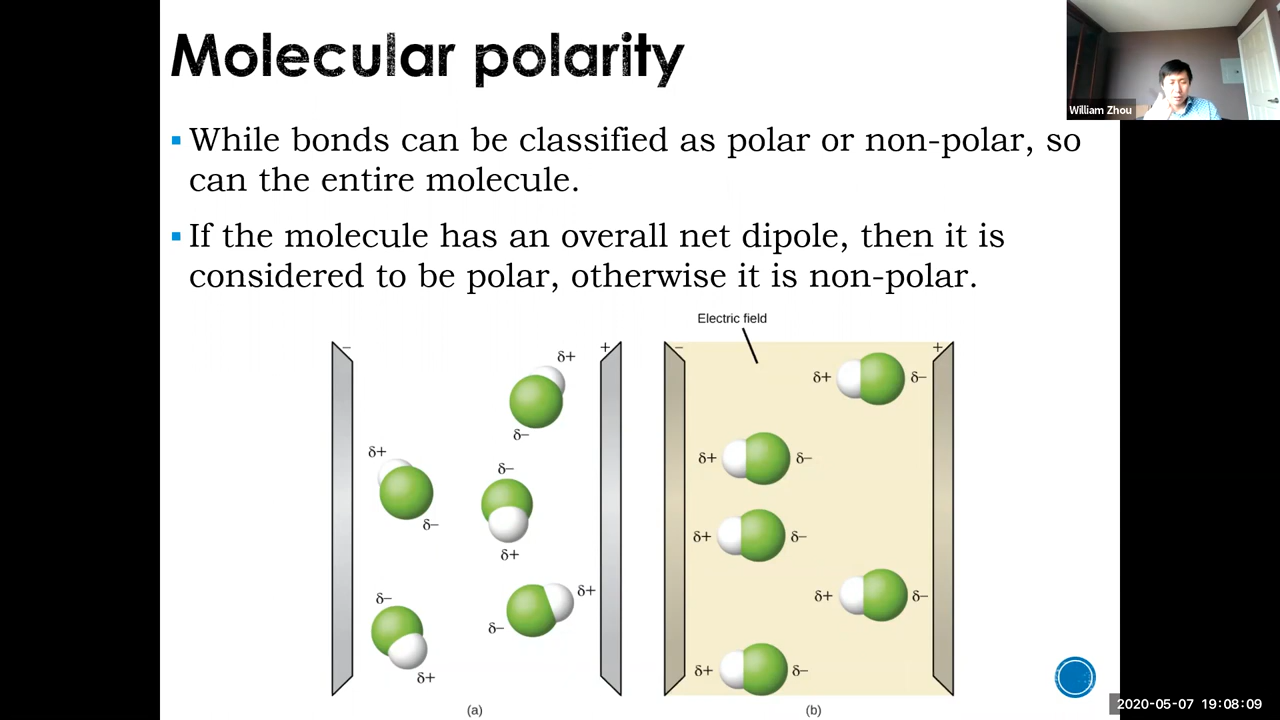 Molecular polarity
William Zhou
▪ While bonds can be classified as polar or non-polar, so
can the entire molecule.
▪ If the molecule has an overall net dipole, then it is
considered to be polar, otherwise it is non-polar.
Electric field
− +
− +
δ+
δ−
δ+
δ−
δ−
δ+
δ+
δ−
δ−
δ+
δ+ δ−
δ+ δ−
δ+ δ−
δ+ δ−
δ+ δ−
(a)
(b)
2020-05-07 19:08:09